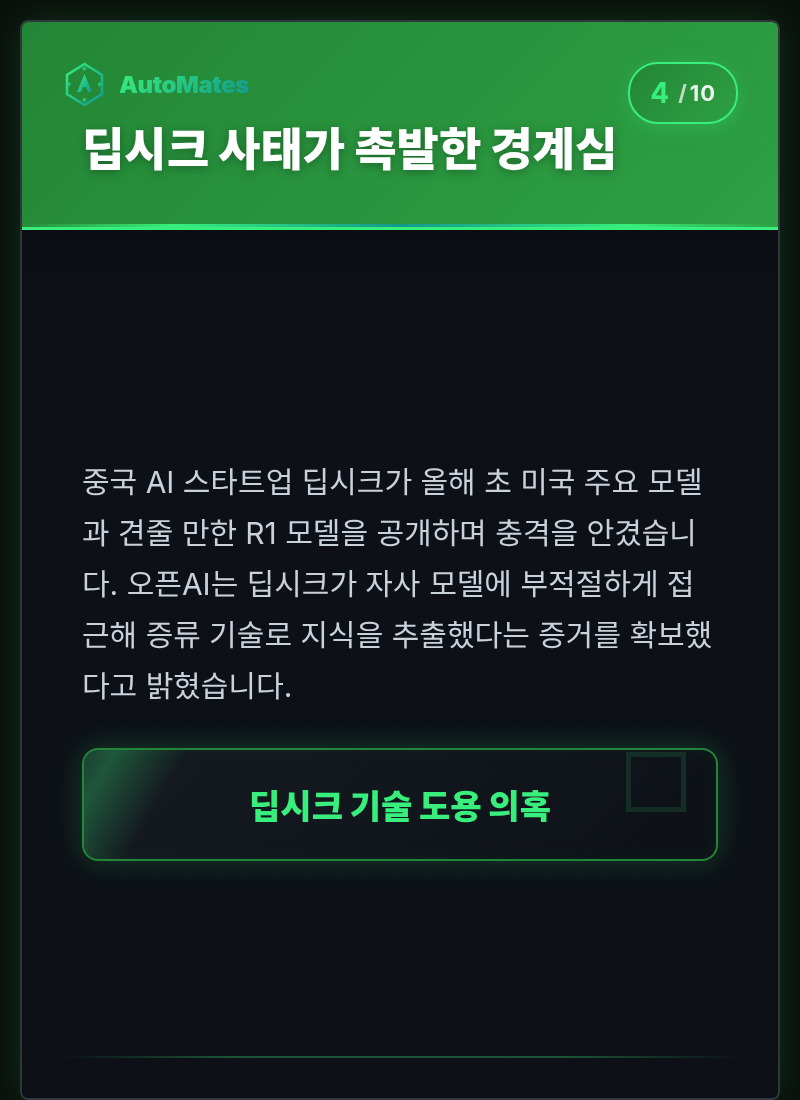 AutoMates
4 /10
딥시크 사태가 촉발한 경계심
중국 AI 스타트업 딥시크가 올해 초 미국 주요 모델
과 견줄 만한 R1 모델을 공개하며 충격을 안겼습니
다. 오픈AI는 딥시크가 자사 모델에 부적절하게 접
근해 증류 기술로 지식을 추출했다는 증거를 확보했
다고 밝혔습니다.
딥시크 기술 도용 의혹